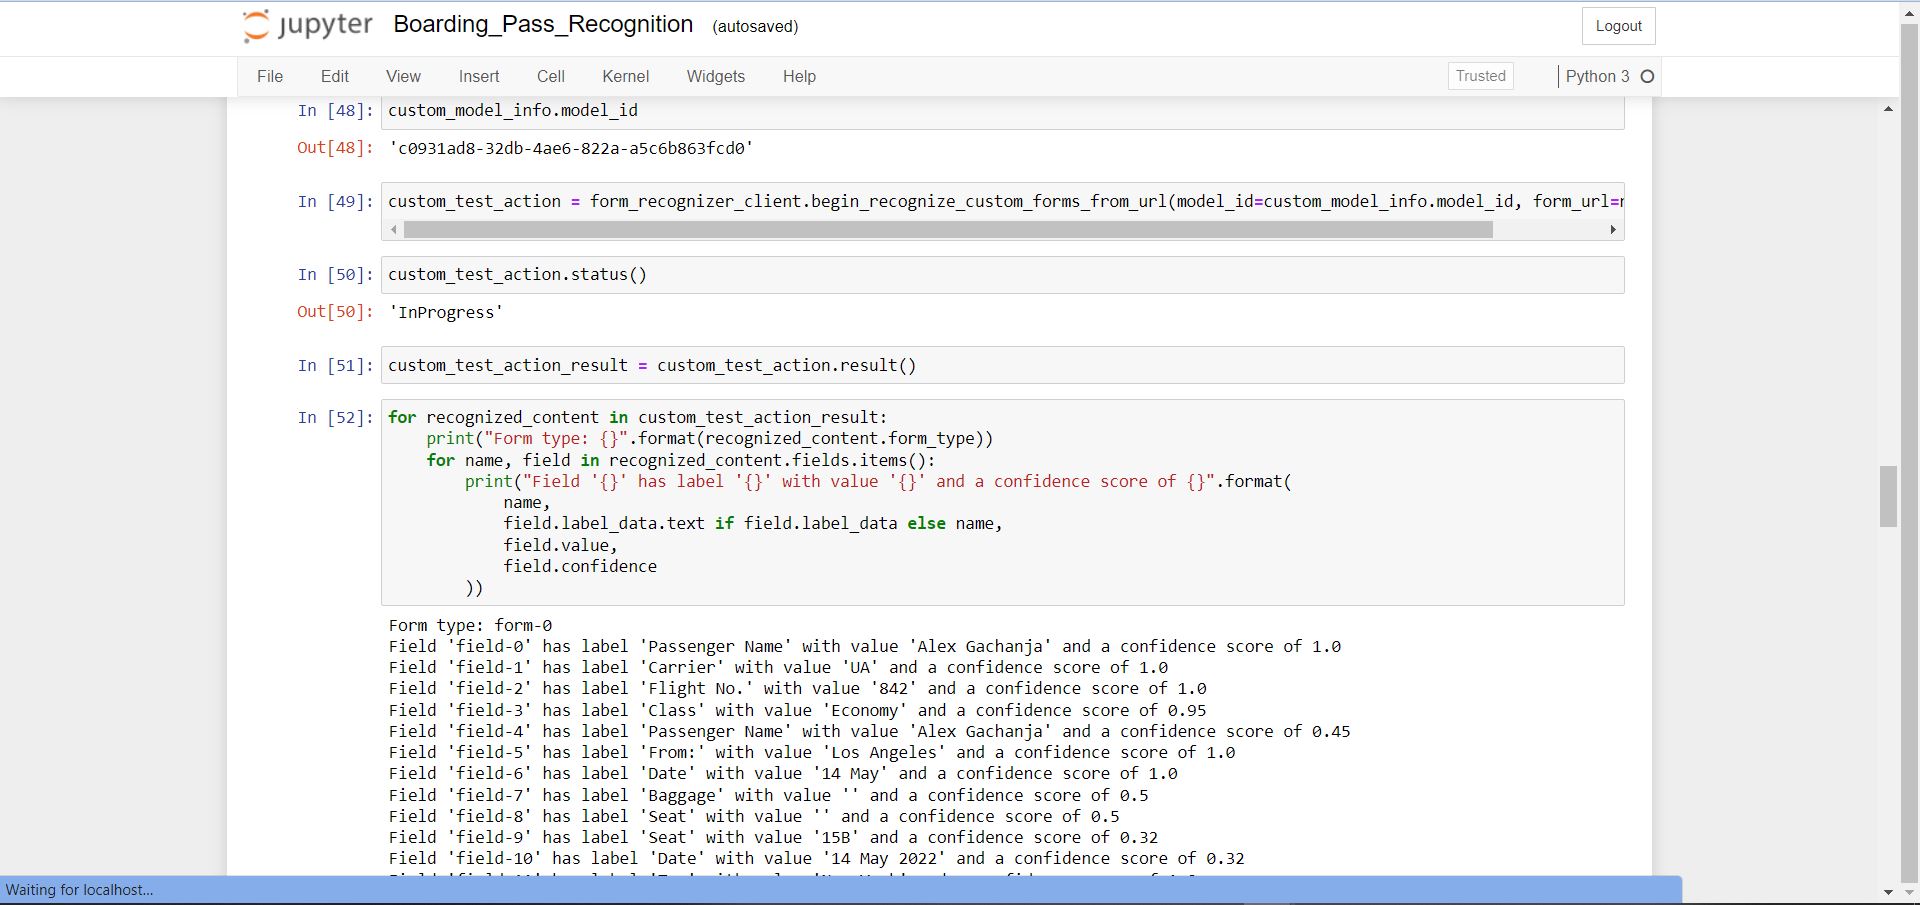 jupyter Boarding_Pass_Recognition (autosaved) Logout
File Edit View Insert Cell Kernel Widgets Help Trusted Python 3
In [48]: custom_model_info.model_id
Out[48]: 'c0931ad8-32db-4ae6-822a-a5c6b863fcd0'
In [49]: custom_test_action = form_recognizer_client.begin_recognize_custom_forms_from_url(model_id=custom_model_info.model_id, form_url=
In [50]: custom_test_action.status()
Out[50]: 'InProgress'
In [51]: custom_test_action_result = custom_test_action.result()
In [52]: for recognized_content in custom_test_action_result:
    print("Form type: {}".format(recognized_content.form_type))
    for name, field in recognized_content.fields.items():
        print("Field '{}' has label '{}' with value '{}' and a confidence score of {}".format(
            name,
            field.label_data.text if field.label_data else name,
            field.value,
            field.confidence
        ))
Form type: form-0
Field 'field-0' has label 'Passenger Name' with value 'Alex Gachanja' and a confidence score of 1.0
Field 'field-1' has label 'Carrier' with value 'UA' and a confidence score of 1.0
Field 'field-2' has label 'Flight No.' with value '842' and a confidence score of 1.0
Field 'field-3' has label 'Class' with value 'Economy' and a confidence score of 0.95
Field 'field-4' has label 'Passenger Name' with value 'Alex Gachanja' and a confidence score of 0.45
Field 'field-5' has label 'From:' with value 'Los Angeles' and a confidence score of 1.0
Field 'field-6' has label 'Date' with value '14 May' and a confidence score of 1.0
Field 'field-7' has label 'Baggage' with value '' and a confidence score of 0.5
Field 'field-8' has label 'Seat' with value '' and a confidence score of 0.5
Field 'field-9' has label 'Seat' with value '15B' and a confidence score of 0.32
Field 'field-10' has label 'Date' with value '14 May 2022' and a confidence score of 0.32
Waiting for localhost...